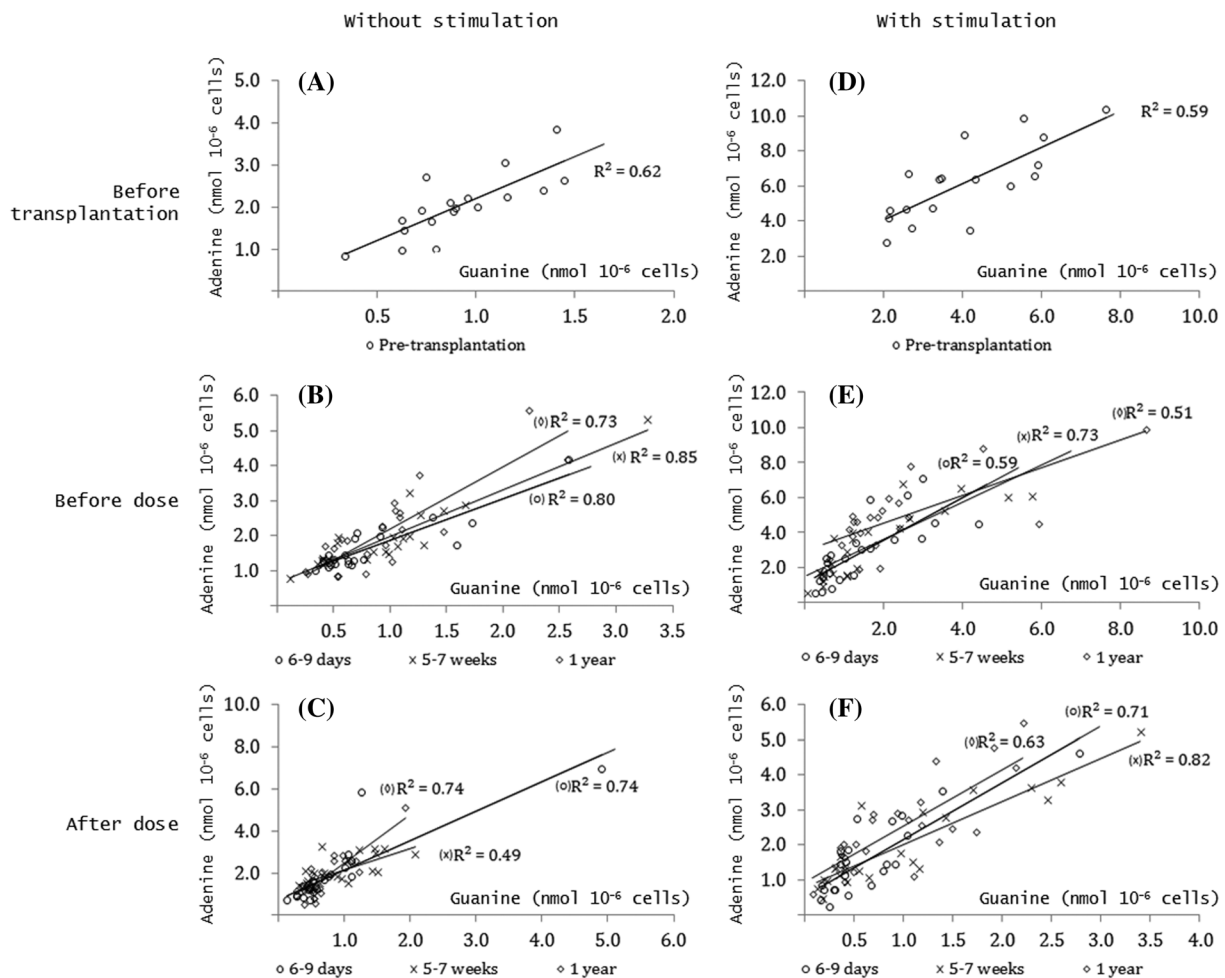 Without stimulation
With stimulation
Before transplantation
(A)
Adenine (nmol 10⁻⁶ cells)
5.0
4.0
3.0
2.0
1.0
R² = 0.62
Guanine (nmol 10⁻⁶ cells)
0.5 1.0 1.5 2.0
o Pre-transplantation
(D)
Adenine (nmol 10⁻⁶ cells)
12.0
10.0
8.0
6.0
4.0
2.0
R² = 0.59
Guanine (nmol 10⁻⁶ cells)
2.0 4.0 6.0 8.0 10.0
o Pre-transplantation
Before dose
(B)
Adenine (nmol 10⁻⁶ cells)
6.0
5.0
4.0
3.0
2.0
1.0
(◊)R² = 0.73
(x) R² = 0.85
(o) R² = 0.80
Guanine (nmol 10⁻⁶ cells)
0.5 1.0 1.5 2.0 2.5 3.0 3.5
o 6-9 days × 5-7 weeks ◊ 1 year
(E)
Adenine (nmol 10⁻⁶ cells)
12.0
10.0
8.0
6.0
4.0
2.0
(◊)R² = 0.51
(x)R² = 0.73
(o)R² = 0.59
Guanine (nmol 10⁻⁶ cells)
2.0 4.0 6.0 8.0 10.0
o 6-9 days × 5-7 weeks ◊ 1 year
After dose
(C)
Adenine (nmol 10⁻⁶ cells)
10.0
8.0
6.0
4.0
2.0
(◊)R² = 0.74
(o)R² = 0.74
(x)R² = 0.49
Guanine (nmol 10⁻⁶ cells)
1.0 2.0 3.0 4.0 5.0 6.0
o 6-9 days × 5-7 weeks ◊ 1 year
(F)
Adenine (nmol 10⁻⁶ cells)
6.0
5.0
4.0
3.0
2.0
1.0
(o)R² = 0.71
(◊)R² = 0.63
(x)R² = 0.82
Guanine (nmol 10⁻⁶ cells)
0.5 1.0 1.5 2.0 2.5 3.0 3.5 4.0
o 6-9 days × 5-7 weeks ◊ 1 year